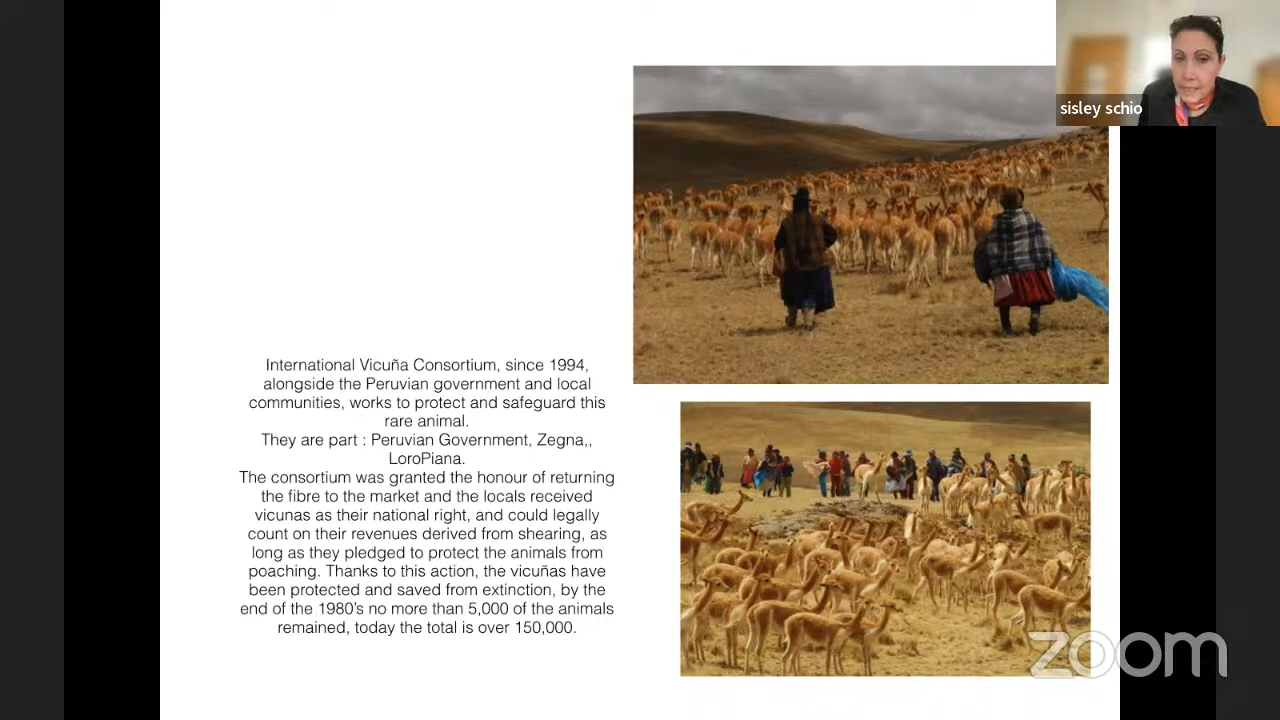 sisley schio
International Vicuña Consortium, since 1994,
alongside the Peruvian government and local
communities, works to protect and safeguard this
rare animal.
They are part : Peruvian Government, Zegna,,
LoroPiana.
The consortium was granted the honour of returning
the fibre to the market and the locals received
vicunas as their national right, and could legally
count on their revenues derived from shearing, as
long as they pledged to protect the animals from
poaching. Thanks to this action, the vicuñas have
been protected and saved from extinction, by the
end of the 1980's no more than 5,000 of the animals
remained, today the total is over 150,000.
zoom